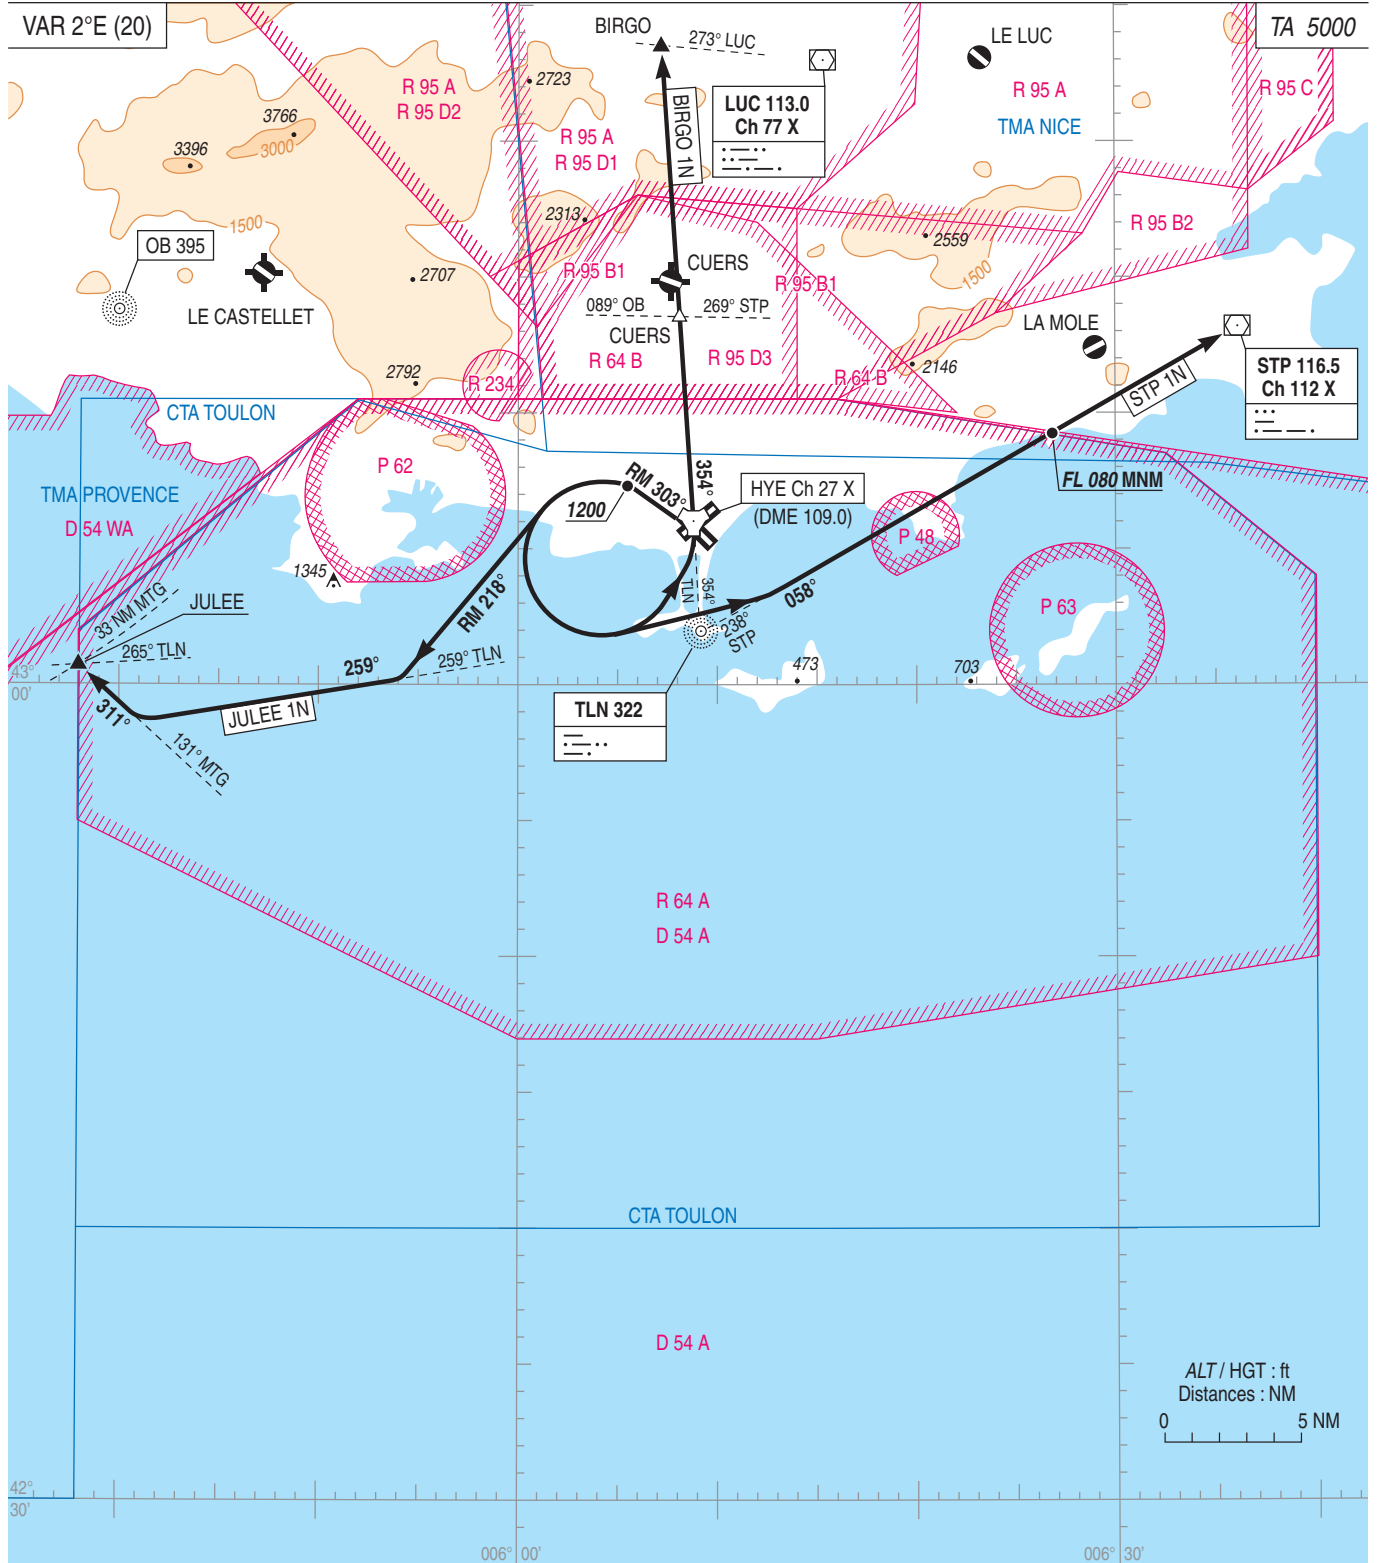 VAR 2°E (20)
BIRGO
273° LUC
LE LUC
TA 5000
R 95 A
R 95 D2
2723
R 95 A
R 95 C
3766
3000
3396
LUC 113.0
Ch 77 X
BIRGO 1N
TMA NICE
R 95 A
R 95 D1
1500
2313
2559
1500
R 95 B2
OB 395
LE CASTELLET
2707
R 95 B1
CUERS
R 95 B1
089° OB
269° STP
CUERS
LA MOLE
R 64 B
R 95 D3
2146
R 64 B
STP 116.5
Ch 112 X
STP 1N
2792
R 234
CTA TOULON
P 62
TMA PROVENCE
D 54 WA
RM 303°
354°
HYE Ch 27 X
(DME 109.0)
FL 080 MNM
1200
P 48
1345
33 NM MTG
JULEE
RM 218°
354°
TLN
058°
P 63
238°
STP
265° TLN
259°
259° TLN
473
703
43°
00'
311°
JULEE 1N
131° MTG
TLN 322
R 64 A
D 54 A
CTA TOULON
D 54 A
ALT / HGT : ft
Distances : NM
0
5 NM
42°
30'
006° 00'
006° 30'